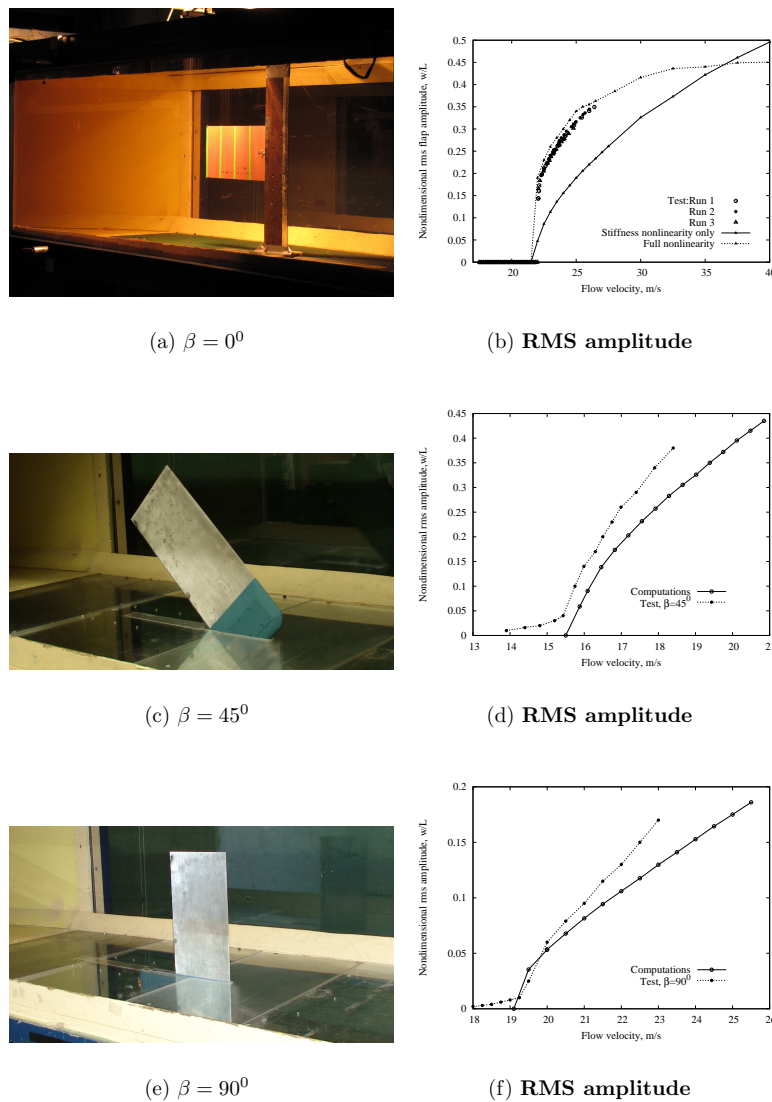 0.5
0.45
0.4
0.35
0.3
0.25
0.2
0.15
0.1
0.05
0
Nondimensional rms flap amplitude, w/L
Test:Run 1
Run 2
Run 3
Stiffness nonlinearity only
Full nonlinearity
20 25 30 35 40
Flow velocity, m/s
(a) β = 0⁰
(b) RMS amplitude
0.45
0.4
0.35
0.3
0.25
0.2
0.15
0.1
0.05
0
Nondimensional rms amplitude,w/L
Computations
Test, β=45⁰
13 14 15 16 17 18 19 20 2
Flow velocity, m/s
(c) β = 45⁰
(d) RMS amplitude
0.2
0.15
0.1
0.05
0
Nondimensional rms amplitude, w/L
Computations
Test, β=90⁰
18 19 20 21 22 23 24 25 26
Flow velocity, m/s
(e) β = 90⁰
(f) RMS amplitude